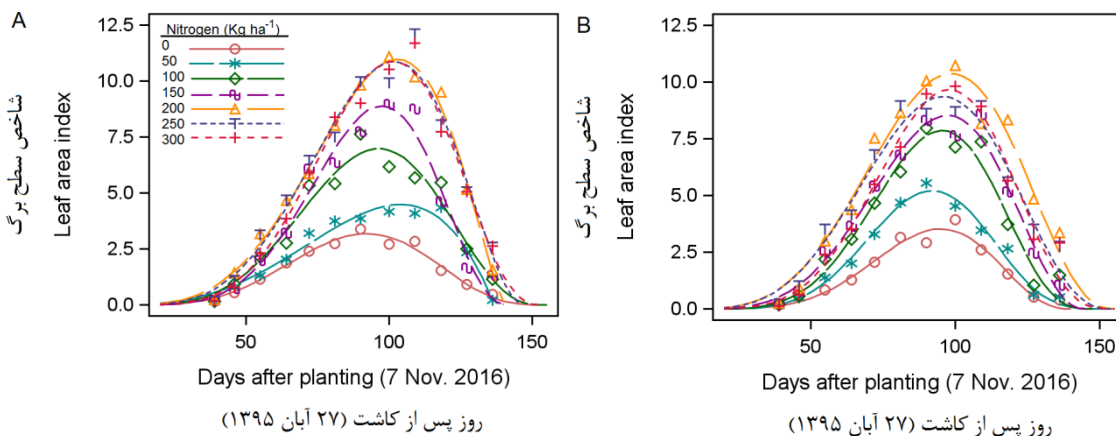 A
شاخص سطح برگ
Leaf area index
12.5
10.0
7.5
5.0
2.5
0.0
Nitrogen (Kg ha⁻¹)
0
50
100
150
200
250
300
50
100
150
Days after planting (7 Nov. 2016)
روز پس از کاشت (۲۷ آبان ۱۳۹۵)
B
شاخص سطح برگ
Leaf area index
12.5
10.0
7.5
5.0
2.5
0.0
50
100
150
Days after planting (7 Nov. 2016)
روز پس از کاشت (۲۷ آبان ۱۳۹۵)